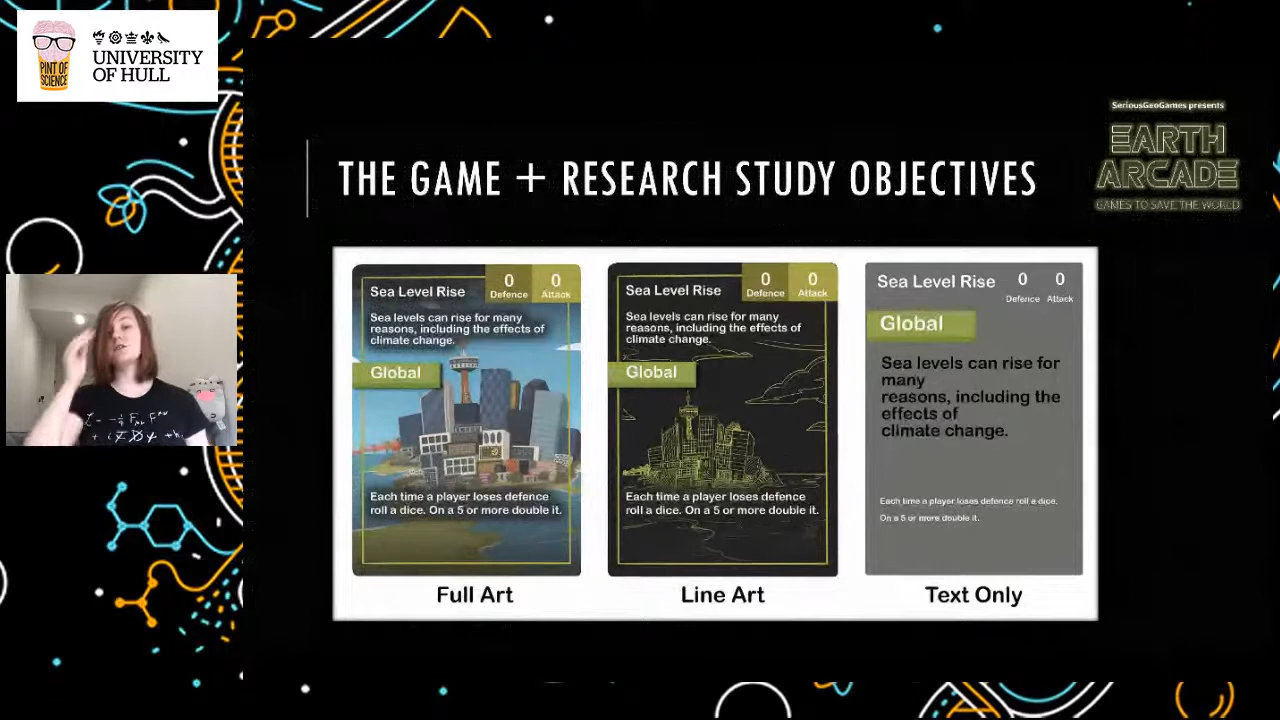 PINT OF
SCIENCE
UNIVERSITY
OF HULL
SeriousGeoGames presents
EARTH
ARCADE
GAMES TO SAVE THE WORLD
THE GAME + RESEARCH STUDY OBJECTIVES
Sea Level Rise
0
Defence
0
Attack
Sea levels can rise for many
reasons, including the effects of
climate change.
Global
Each time a player loses defence
roll a dice. On a 5 or more double it.
Full Art
Sea Level Rise
0
Defence
0
Attack
Sea levels can rise for many
reasons, including the effects of
climate change.
Global
Each time a player loses defence
roll a dice. On a 5 or more double it.
Line Art
Sea Level Rise
0
Defence
0
Attack
Global
Sea levels can rise for
many
reasons, including the
effects of
climate change.
Each time a player loses defence roll a dice.
On a 5 or more double it.
Text Only